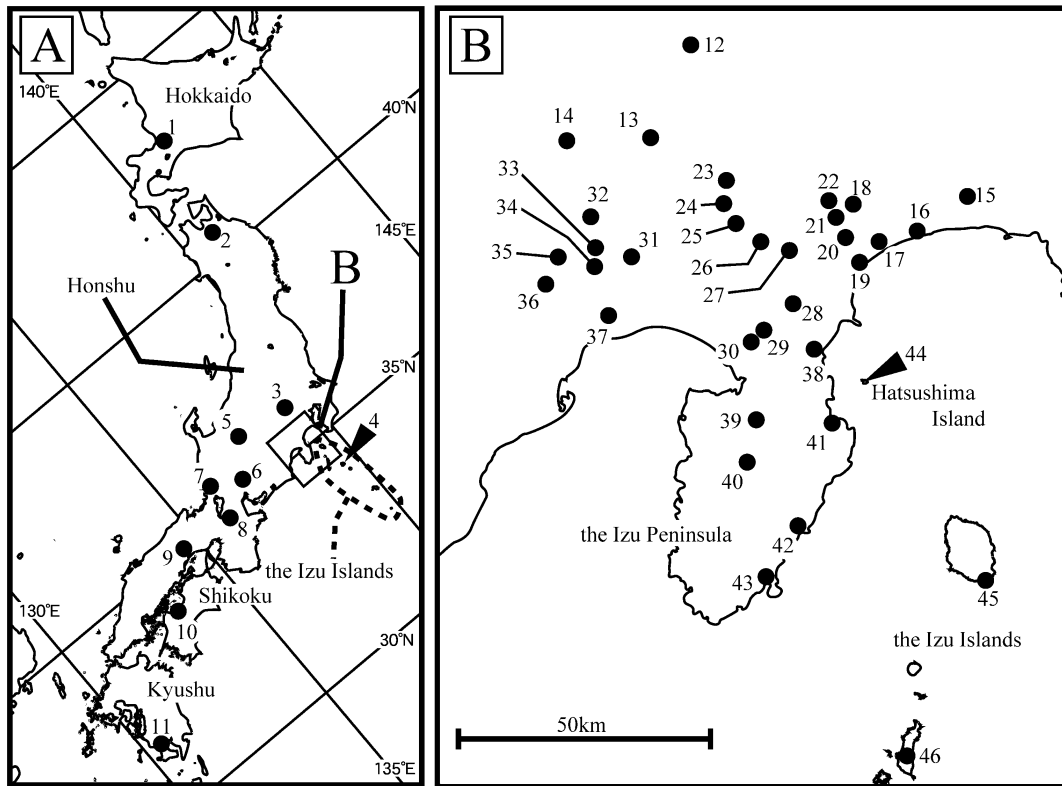 A
140°E
Hokkaido
40°N
1
2
145°E
B
Honshu
35°N
3
4
5
6
7
8
9
the Izu Islands
Shikoku
130°E
10
30°N
Kyushu
11
135°E
B
12
14
13
33
23
22
18
15
34
32
24
21
16
35
31
25
20
17
26
19
36
27
37
28
30
29
38
44
Hatsushima
Island
39
41
40
the Izu Peninsula
42
43
45
the Izu Islands
50km
46